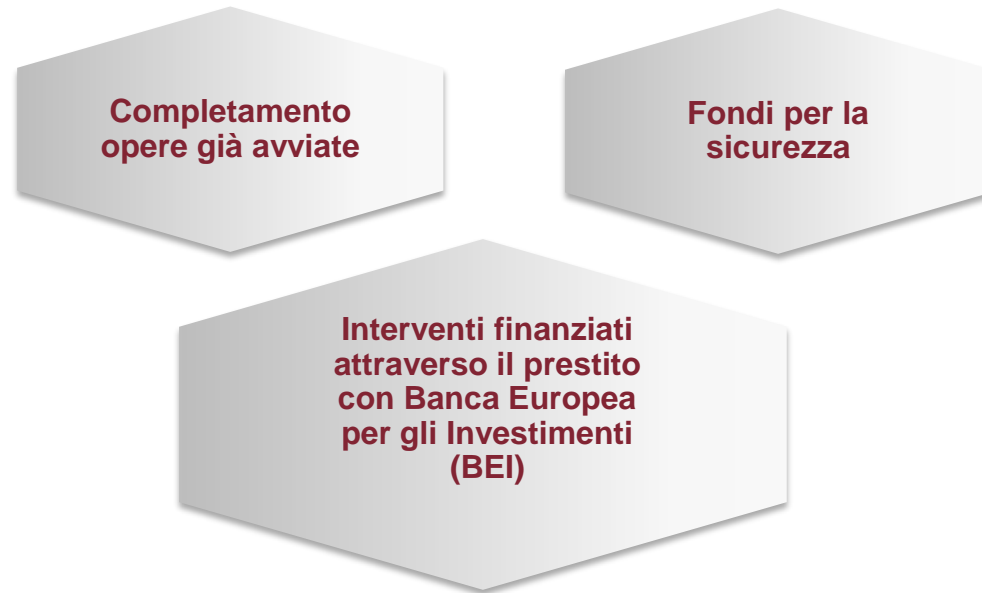 Completamento
opere già avviate
Fondi per la
sicurezza
Interventi finanziati
attraverso il prestito
con Banca Europea
per gli Investimenti
(BEI)